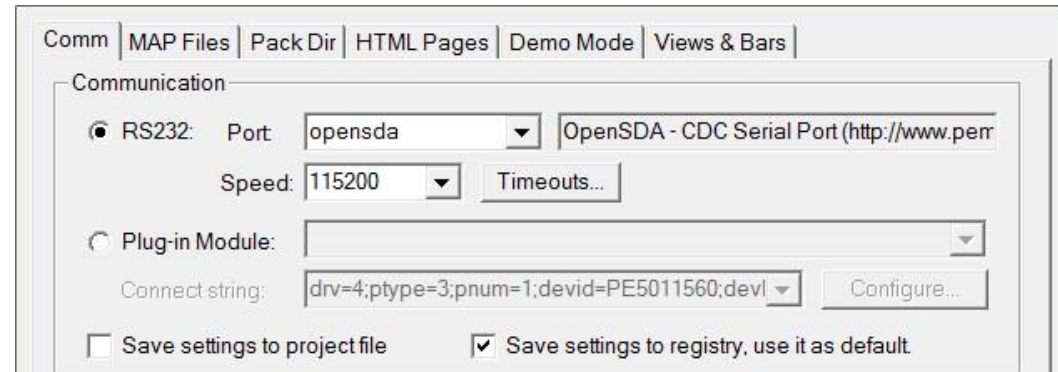 Comm MAP Files Pack Dir HTML Pages Demo Mode Views & Bars
Communication
RS232: Port: opensda OpenSDA - CDC Serial Port (http://www.pem
Speed: 115200 Timeouts...
Plug-in Module:
Connect string: drv=4;ptype=3;pnum=1;devid=PE5011560;devI Configure...
Save settings to project file Save settings to registry, use it as default.